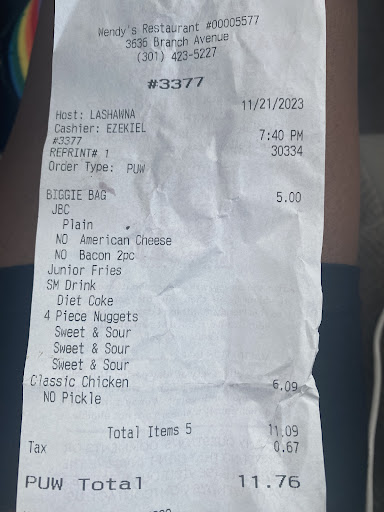 Wendy's Restaurant #00005577
3636 Branch Avenue
(301) 423-5227
#3377
Host: LASHAWNA 11/21/2023
Cashier: EZEKIEL 7:40 PM
#3377 30334
REPRINT# 1
Order Type: PUW
BIGGIE BAG 5.00
JBC
Plain
NO American Cheese
NO Bacon 2pc
Junior Fries
SM Drink
Diet Coke
4 Piece Nuggets
Sweet & Sour
Sweet & Sour
Sweet & Sour
Classic Chicken 6.09
NO Pickle
Total Items 5 11.09
Tax 0.67
PUW Total 11.76